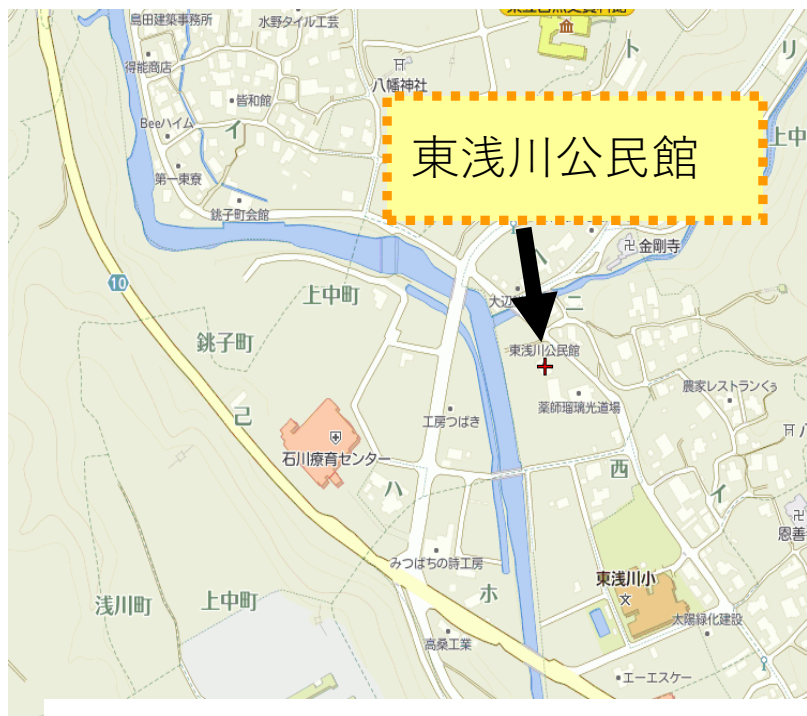 島田建築事務所
水野タイル工芸
得能商店
八幡神社
ト
リ
皆和館
Beeハイム
イ
上中
東浅川公民館
第一東寮
銚子町会館
金剛寺
ヘ
10
上中町
大辺
ニ
銚子町
東浅川公民館
農家レストランくぅ
己
工房つばき
薬師瑠璃光道場
石川療育センター
西
ハ
イ
恩善
みつばちの詩工房
東浅川小
浅川町
上中町
ホ
文
太陽緑化建設
高桑工業
エーエスケー